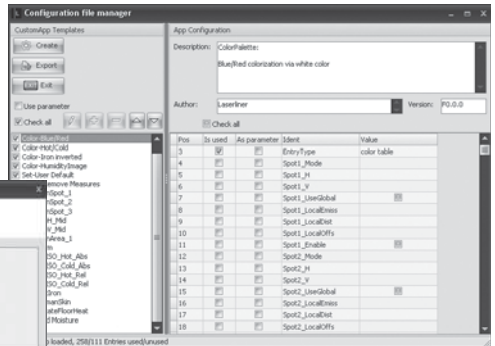 Configuration file manager
CustomApp Templates
Create
Export
Exit Exit
Use parameter
Check all
Color-Blue/Red
Color-Hot/Cold
Color-Iron inverted
Color-HumidityImage
Set-User Default
emove Measures
nSpot_1
nSpot_2
nSpot_3
H_Mid
V_Mid
nArea_1
m
SO_Hot_Abs
SO_Cold_Abs
SO_Hot_Rel
SO_Cold_Rel
Iron
manSkin
ateFloorHeat
d Moisture
loaded, 258/111 Entries used/unused
App Configuration
Description: ColorPalette:
Blue/Red colorization via white color
Author: Laserliner Version: F0.0.0
Check all
Pos Is used As parameter Ident Value
3 EntryType color table
4 Spot1_Mode
5 Spot1_H
6 Spot1_V
7 Spot1_UseGlobal
8 Spot1_LocalEmiss
9 Spot1_LocalDist
10 Spot1_LocalOffs
11 Spot1_Enable
12 Spot2_Mode
13 Spot2_H
14 Spot2_V
15 Spot2_UseGlobal
16 Spot2_LocalEmiss
17 Spot2_LocalDist
18 Spot2_LocalOffs